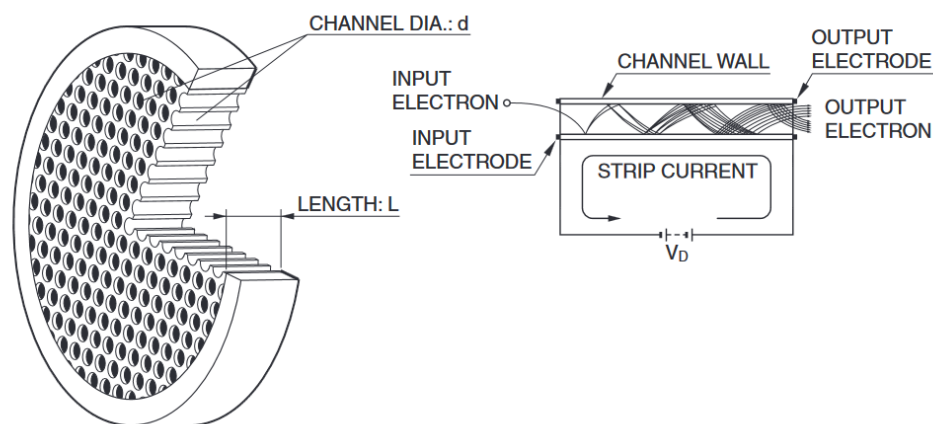 CHANNEL DIA.: d
LENGTH: L
CHANNEL WALL
OUTPUT
ELECTRODE
INPUT
ELECTRON
OUTPUT
ELECTRON
INPUT
ELECTRODE
STRIP CURRENT
VD